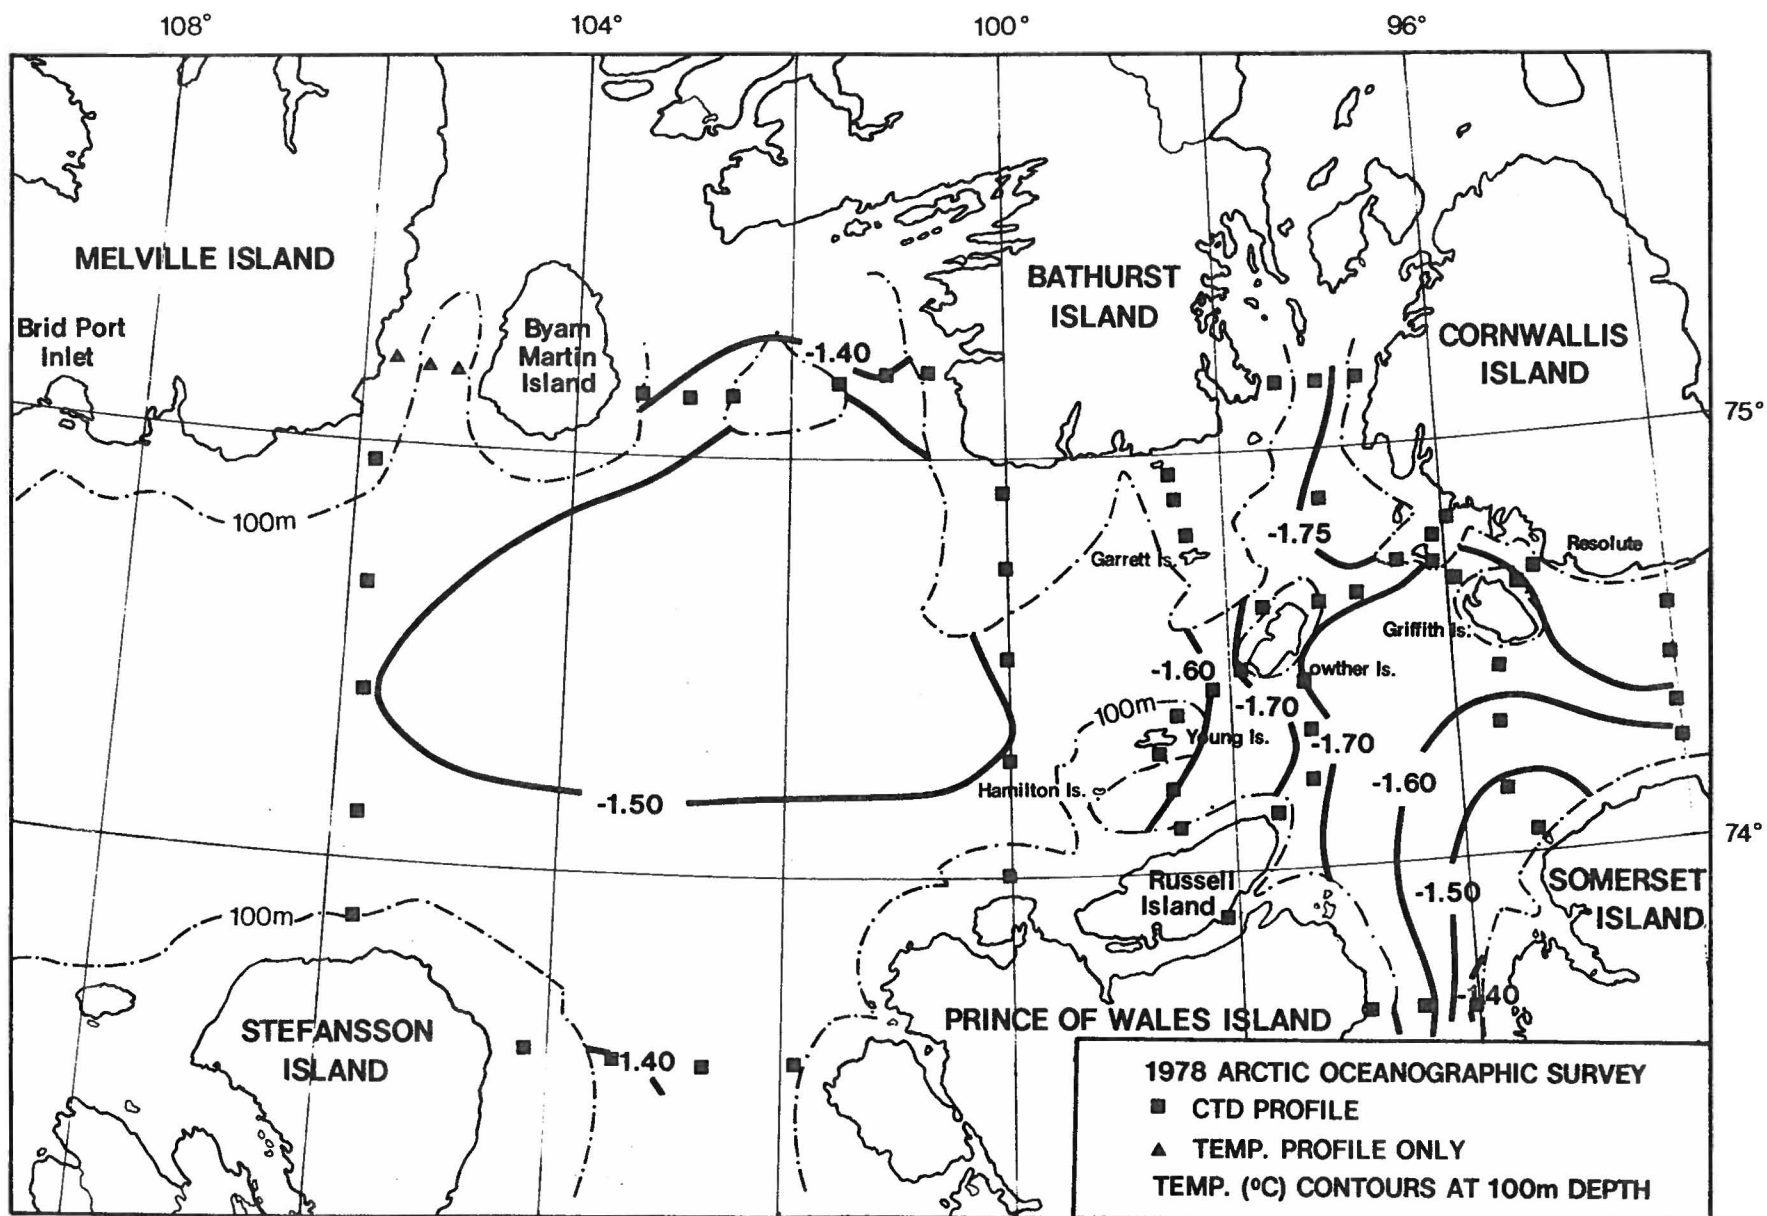 108° 104° 100° 96°
MELVILLE ISLAND
Brid Port
Inlet
Byam
Martin
Island
-1.40
BATHURST
ISLAND
CORNWALLIS
ISLAND
75°
100m
-1.75
Resolute
Garrett Is.
Griffith Is.
-1.60
owther Is.
-1.70
100m
Young Is.
-1.70
Hamilton Is.
-1.60
-1.50
74°
Russell
Island
-1.50
SOMERSET
ISLAND
100m
-1.40
STEFANSSON
ISLAND
PRINCE OF WALES ISLAND
-1.40
1978 ARCTIC OCEANOGRAPHIC SURVEY
CTD PROFILE
TEMP. PROFILE ONLY
TEMP. (°C) CONTOURS AT 100m DEPTH